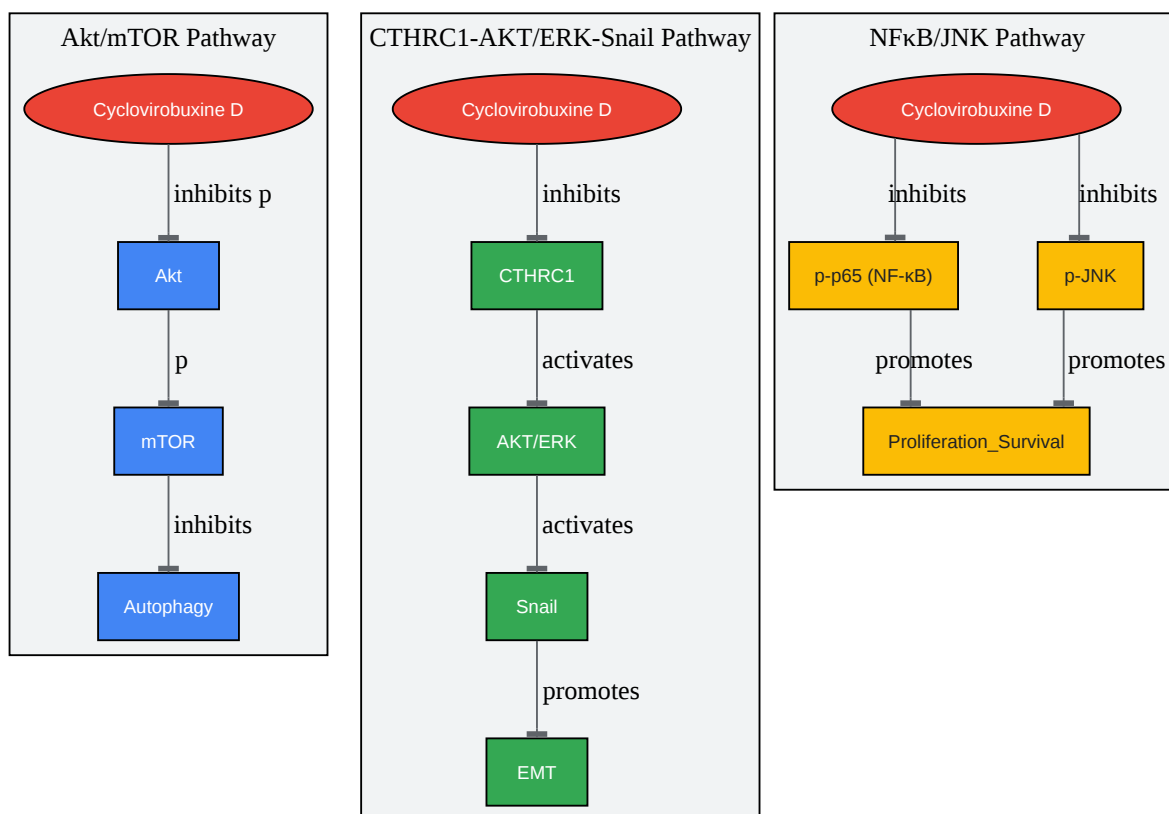 Akt/mTOR Pathway
Cyclovirobuxine D
inhibits p
Akt
p
mTOR
inhibits
Autophagy
CTHRC1-AKT/ERK-Snail Pathway
Cyclovirobuxine D
inhibits
CTHRC1
activates
AKT/ERK
activates
Snail
promotes
EMT
NFκB/JNK Pathway
Cyclovirobuxine D
inhibits
inhibits
p-p65 (NF-κB)
p-JNK
promotes
promotes
Proliferation_Survival